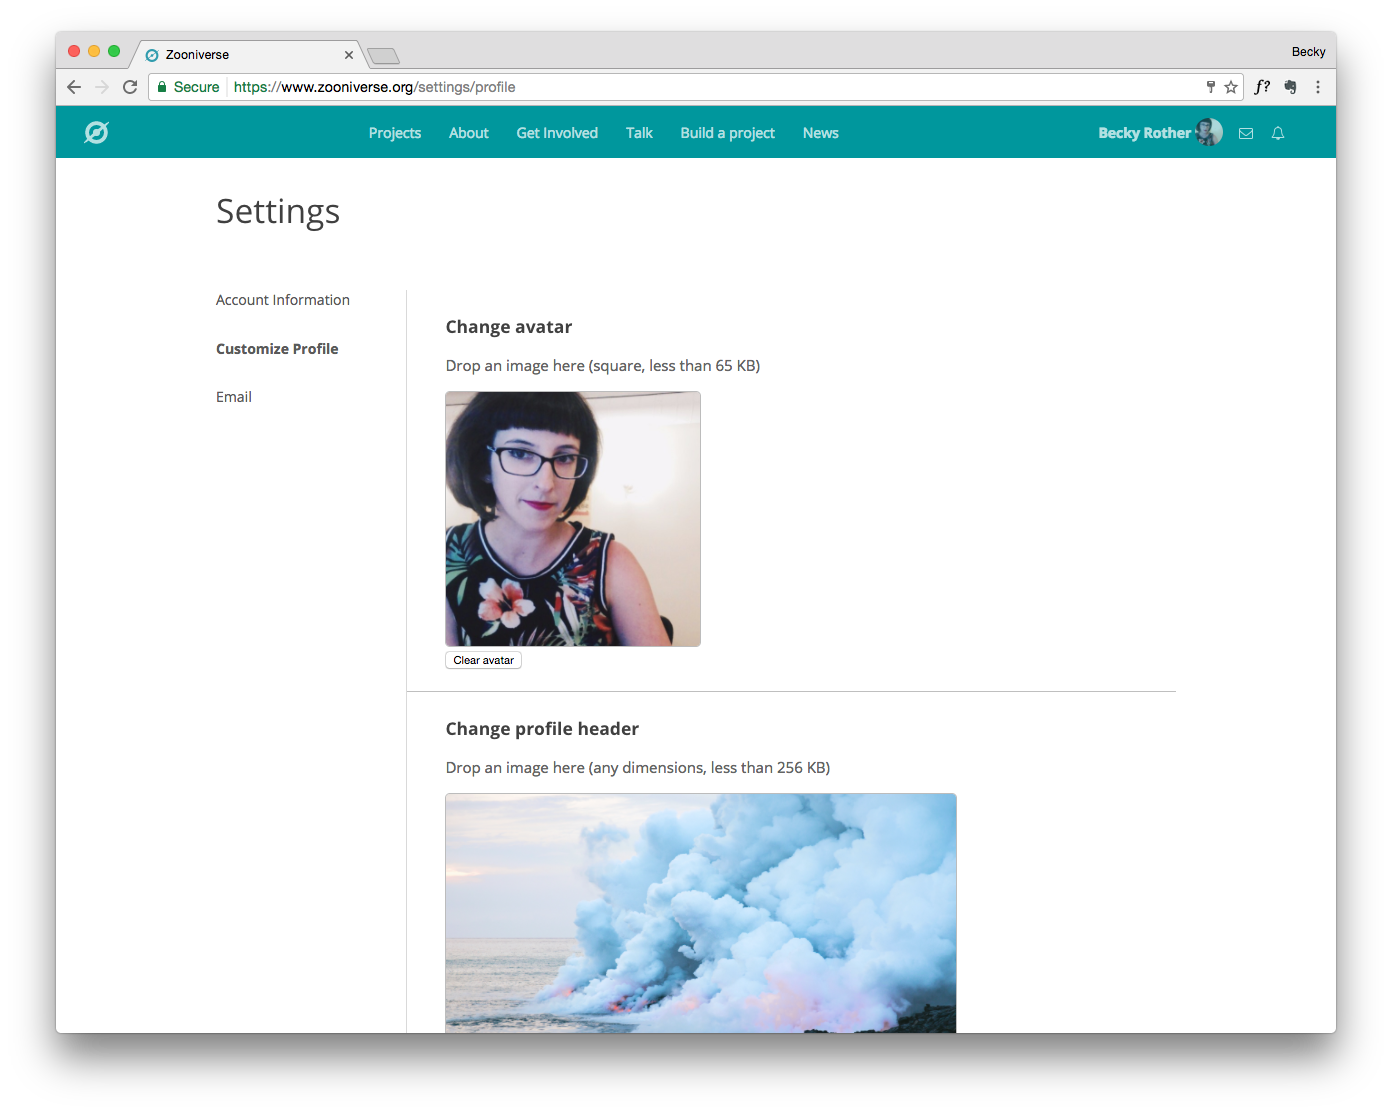 Zooniverse
Becky
Secure https://www.zooniverse.org/settings/profile
f?
Projects About Get Involved Talk Build a project News Becky Rother
Settings
Account Information
Customize Profile
Email
Change avatar
Drop an image here (square, less than 65 KB)
Clear avatar
Change profile header
Drop an image here (any dimensions, less than 256 KB)